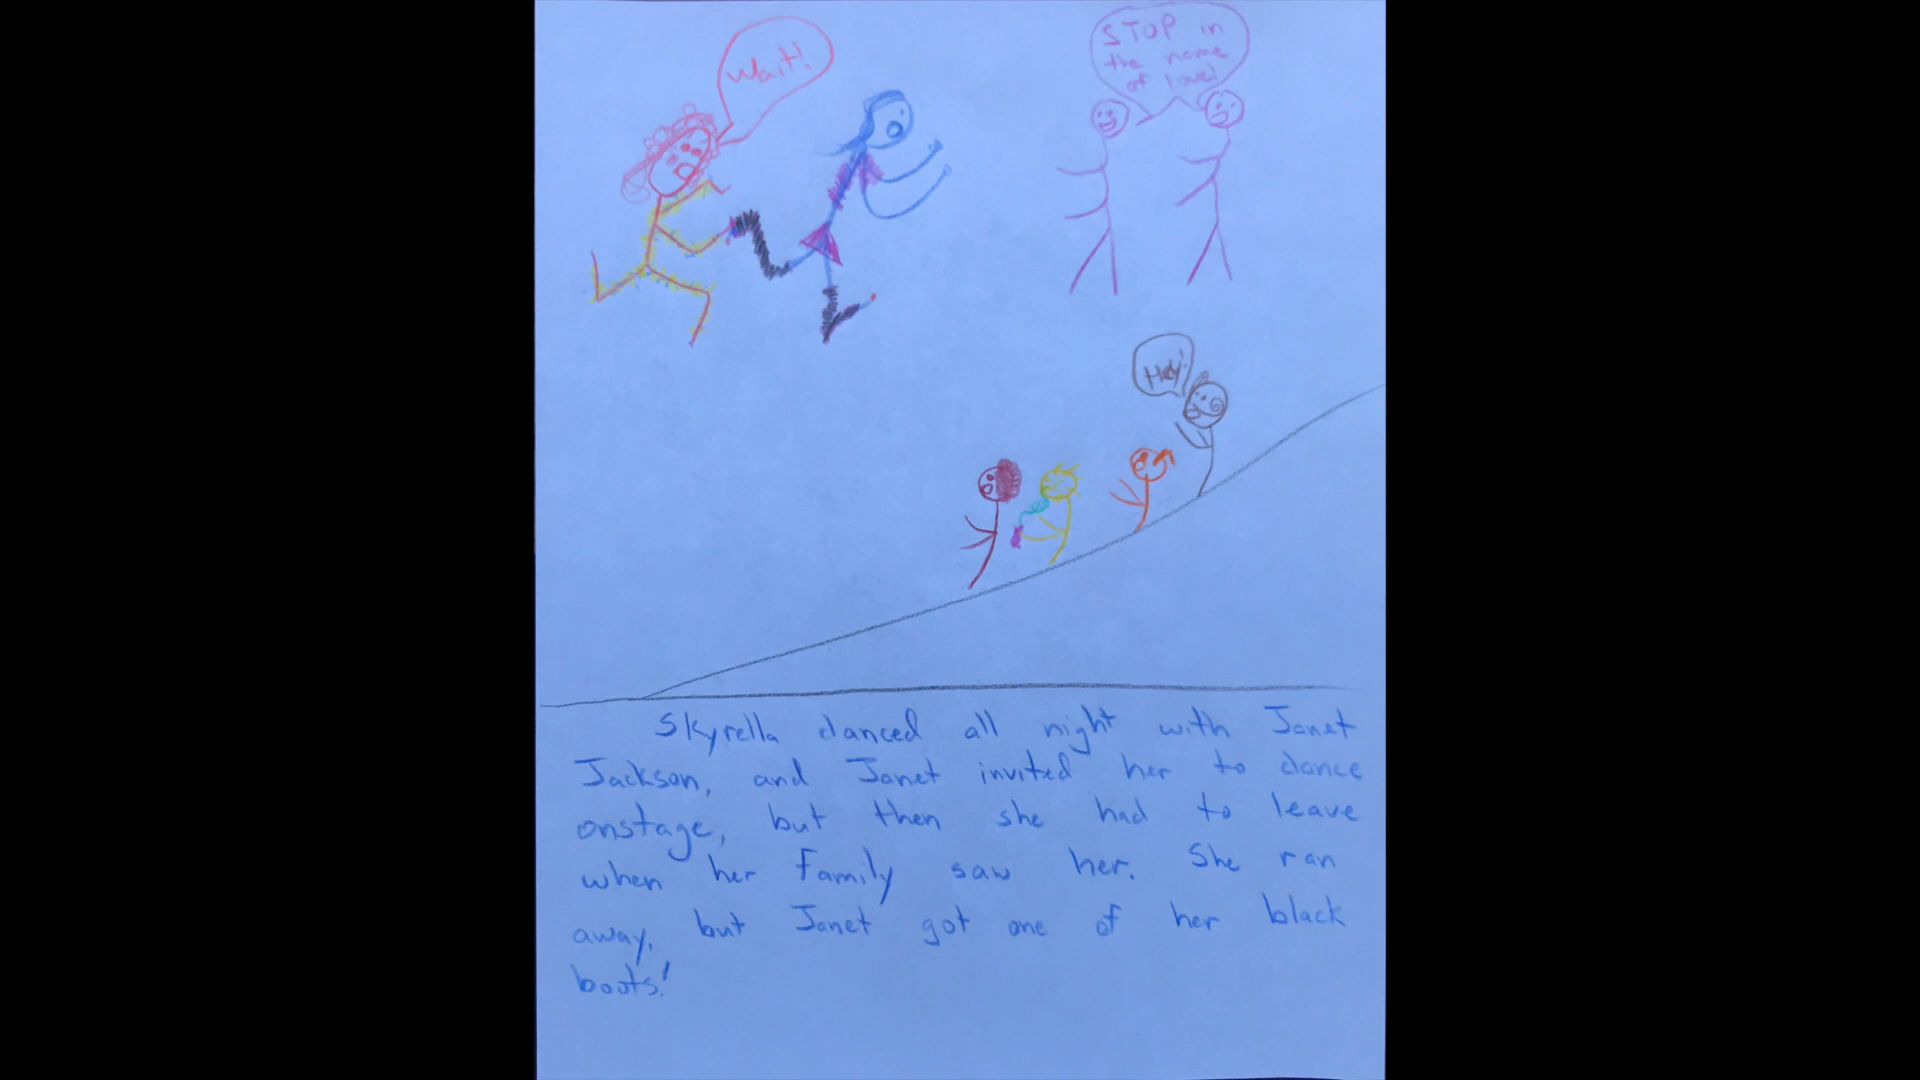 Wait!
STOP in
the name
of love!
Hey!
Skyrella danced all night with Janet
Jackson, and Janet invited her to dance
onstage, but then she had to leave
when her family saw her. She ran
away, but Janet got one of her black
boots!